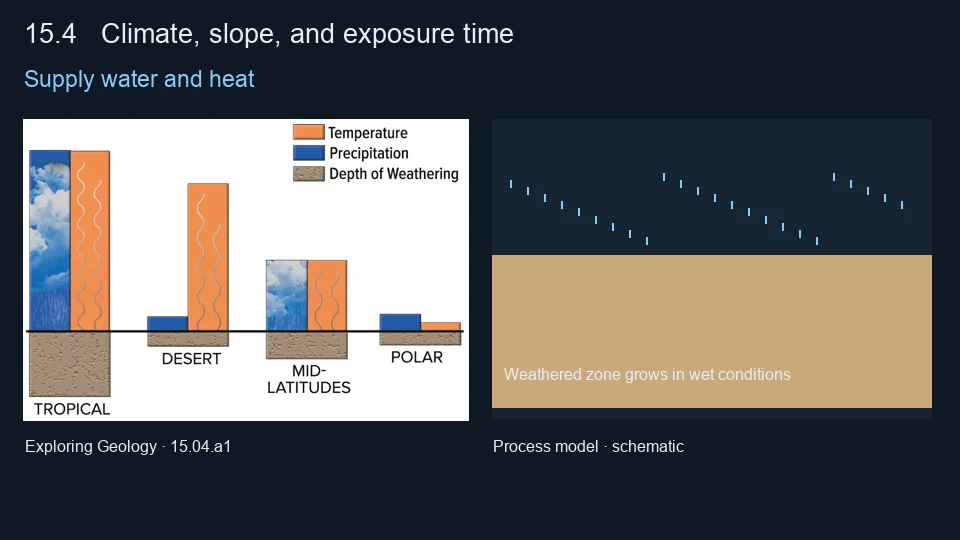 15.4 Climate, slope, and exposure time
Supply water and heat
Temperature
Precipitation
Depth of Weathering
TROPICAL
DESERT
MID-
LATITUDES
POLAR
Weathered zone grows in wet conditions
Exploring Geology · 15.04.a1
Process model · schematic